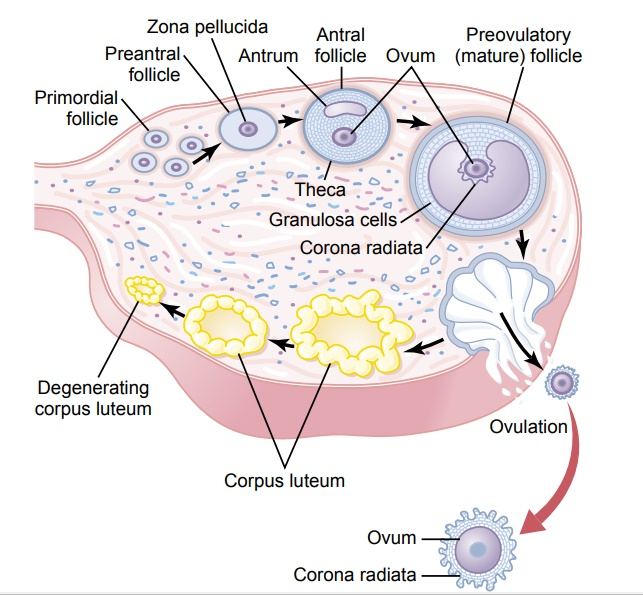 Zona pellucida
Preantral
follicle
Antrum
Antral
follicle
Ovum
Preovulatory
(mature) follicle
Primordial
follicle
Theca
Granulosa cells
Corona radiata
Degenerating
corpus luteum
Corpus luteum
Ovulation
Ovum
Corona radiata